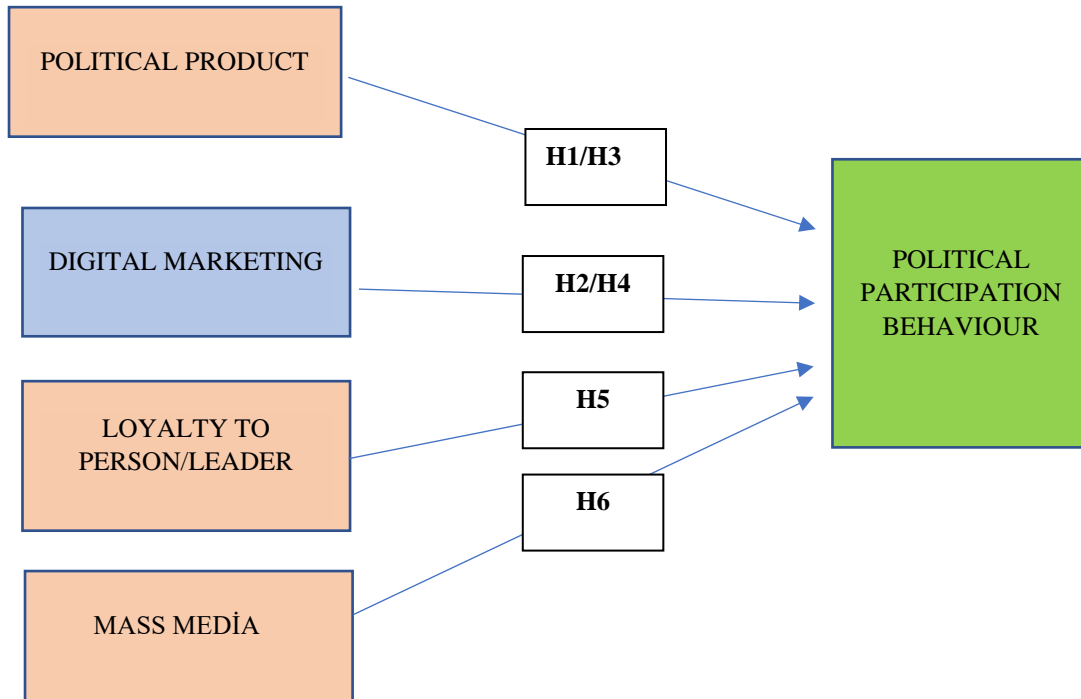 POLITICAL PRODUCT
H1/H3
DIGITAL MARKETING
H2/H4
POLITICAL
PARTICIPATION
BEHAVIOUR
LOYALTY TO
PERSON/LEADER
H5
H6
MASS MEDİA